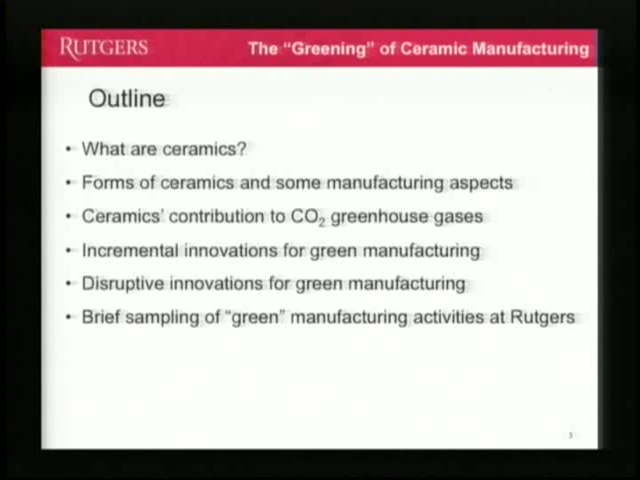 RUTGERS
The “Greening” of Ceramic Manufacturing
Outline
• What are ceramics?
• Forms of ceramics and some manufacturing aspects
• Ceramics’ contribution to CO₂ greenhouse gases
• Incremental innovations for green manufacturing
• Disruptive innovations for green manufacturing
• Brief sampling of “green” manufacturing activities at Rutgers
3